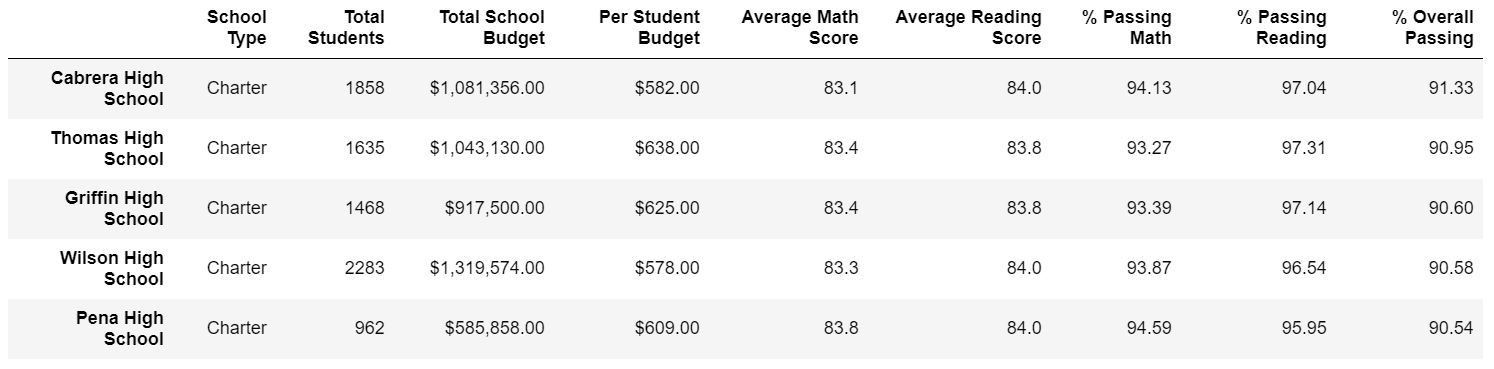 School Type Total Students Total School Budget Per Student Budget Average Math Score Average Reading Score % Passing Math % Passing Reading % Overall Passing
Cabrera High School Charter 1858 $1,081,356.00 $582.00 83.1 84.0 94.13 97.04 91.33
Thomas High School Charter 1635 $1,043,130.00 $638.00 83.4 83.8 93.27 97.31 90.95
Griffin High School Charter 1468 $917,500.00 $625.00 83.4 83.8 93.39 97.14 90.60
Wilson High School Charter 2283 $1,319,574.00 $578.00 83.3 84.0 93.87 96.54 90.58
Pena High School Charter 962 $585,858.00 $609.00 83.8 84.0 94.59 95.95 90.54